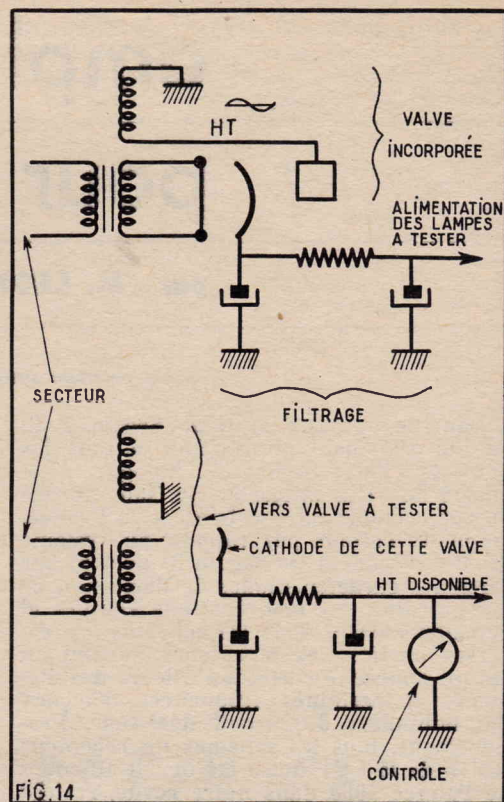 HT
VALVE
INCORPORÉE
ALIMENTATION
DES LAMPES
A TESTER
SECTEUR
FILTRAGE
VERS VALVE À TESTER
CATHODE DE CETTE VALVE
HT DISPONIBLE
CONTRÔLE
FIG.14